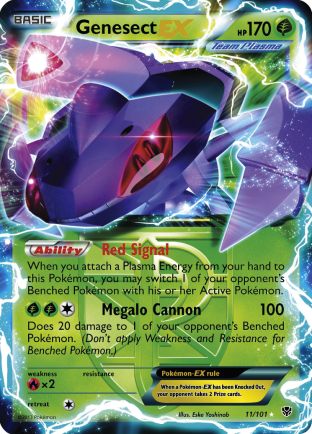 BASIC
Genesect EX HP 170
Team Plasma
Ability Red Signal
When you attach a Plasma Energy from your hand to
this Pokémon, you may switch 1 of your opponent's
Benched Pokémon with his or her Active Pokémon.
Megalo Cannon 100
Does 20 damage to 1 of your opponent's Benched
Pokémon. (Don't apply Weakness and Resistance for
Benched Pokémon.)
weakness resistance
×2
Pokémon-EX rule
When a Pokémon-EX has been Knocked Out,
your opponent takes 2 Prize cards.
retreat
Illus. Eske Yoshinob 11/101
©2013 Pokémon